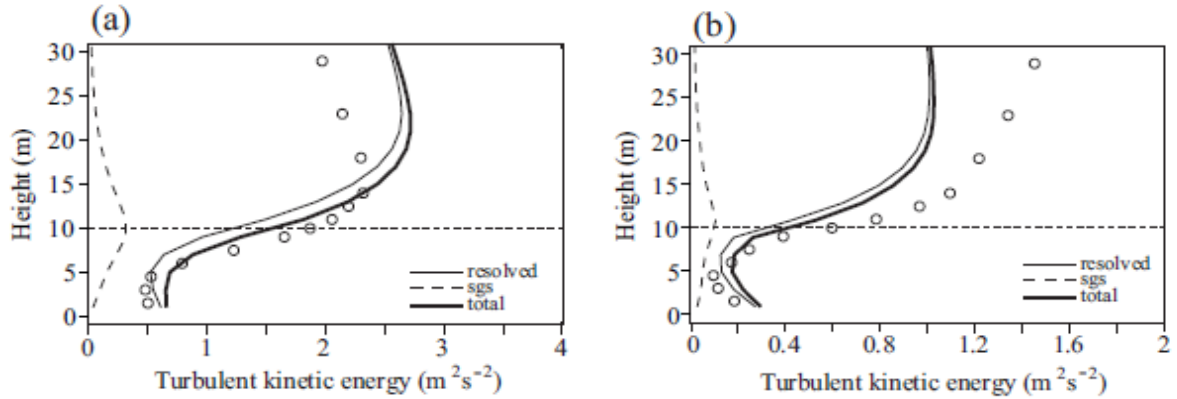 (a)
30
25
20
15
10
5
0
Height (m)
resolved
sgs
total
0 1 2 3 4
Turbulent kinetic energy (m²s⁻²)
(b)
30
25
20
15
10
5
0
Height (m)
resolved
sgs
total
0 0.4 0.8 1.2 1.6 2
Turbulent kinetic energy (m²s⁻²)